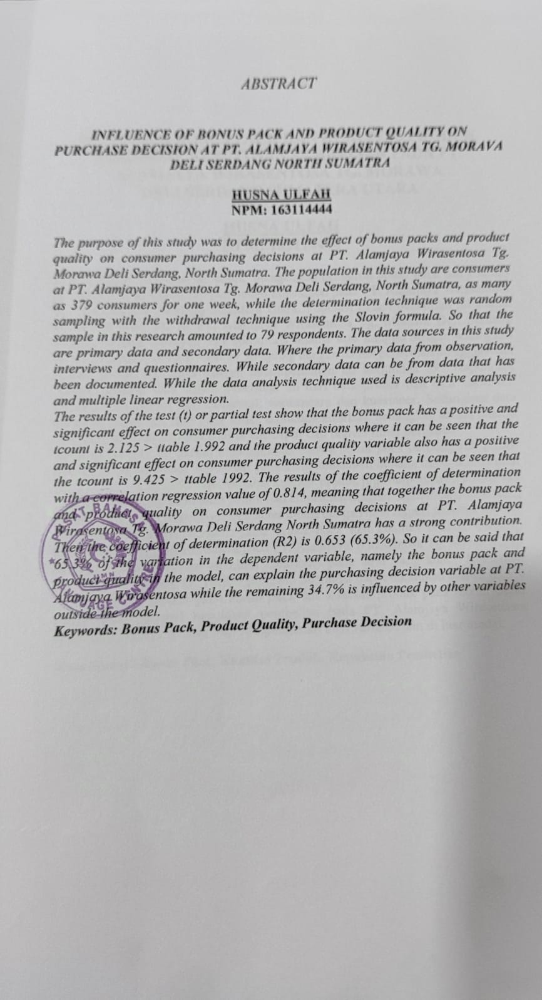 ABSTRACT
INFLUENCE OF BONUS PACK AND PRODUCT QUALITY ON
PURCHASE DECISION AT PT. ALAMJAYA WIRASENTOSA TG. MORAVA
DELI SERDANG NORTH SUMATRA
HUSNA ULFAH
NPM: 163114444
The purpose of this study was to determine the effect of bonus packs and product
quality on consumer purchasing decisions at PT. Alamjaya Wirasentosa Tg.
Morawa Deli Serdang, North Sumatra. The population in this study are consumers
at PT. Alamjaya Wirasentosa Tg. Morawa Deli Serdang, North Sumatra, as many
as 379 consumers for one week, while the determination technique was random
sampling with the withdrawal technique using the Slovin formula. So that the
sample in this research amounted to 79 respondents. The data sources in this study
are primary data and secondary data. Where the primary data from observation,
interviews and questionnaires. While secondary data can be from data that has
been documented. While the data analysis technique used is descriptive analysis
and multiple linear regression.
The results of the test (t) or partial test show that the bonus pack has a positive and
significant effect on consumer purchasing decisions where it can be seen that the
tcount is 2.125 > ttable 1.992 and the product quality variable also has a positive
and significant effect on consumer purchasing decisions where it can be seen that
the tcount is 9.425 > ttable 1992. The results of the coefficient of determination
with a correlation regression value of 0.814, meaning that together the bonus pack
and product quality on consumer purchasing decisions at PT. Alamjaya
Wirasentosa Tg. Morawa Deli Serdang North Sumatra has a strong contribution.
Then the coefficient of determination (R2) is 0.653 (65.3%). So it can be said that
65.3% of the variation in the dependent variable, namely the bonus pack and
product quality in the model, can explain the purchasing decision variable at PT.
Alamjaya Wirasentosa while the remaining 34.7% is influenced by other variables
outside the model.
Keywords: Bonus Pack, Product Quality, Purchase Decision
PUSAT BAHASA
LANGUAGE CENTRE